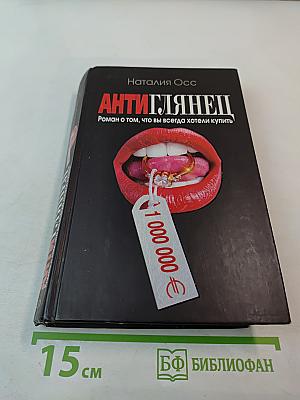 Наталия Осс
АНТИГЛЯНЕЦ
Роман о том, что вы всегда хотели купить
1 000 000 €
15 см
БФ БИБЛИОФАН